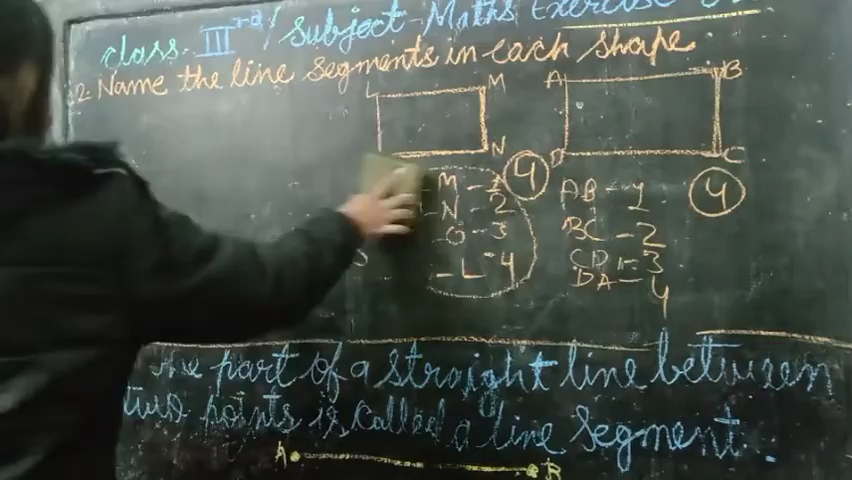 class - III rd / Subject - Maths Exercise
2. Name the line segments in each shape
L M A B
N D C
M - 1 4 AB - 1 4
- N - 2 BC - 2
- O - 3 CD - 3
- L - 4 DA - 4
The part of a straight line between
two points is called a line segment.
A B